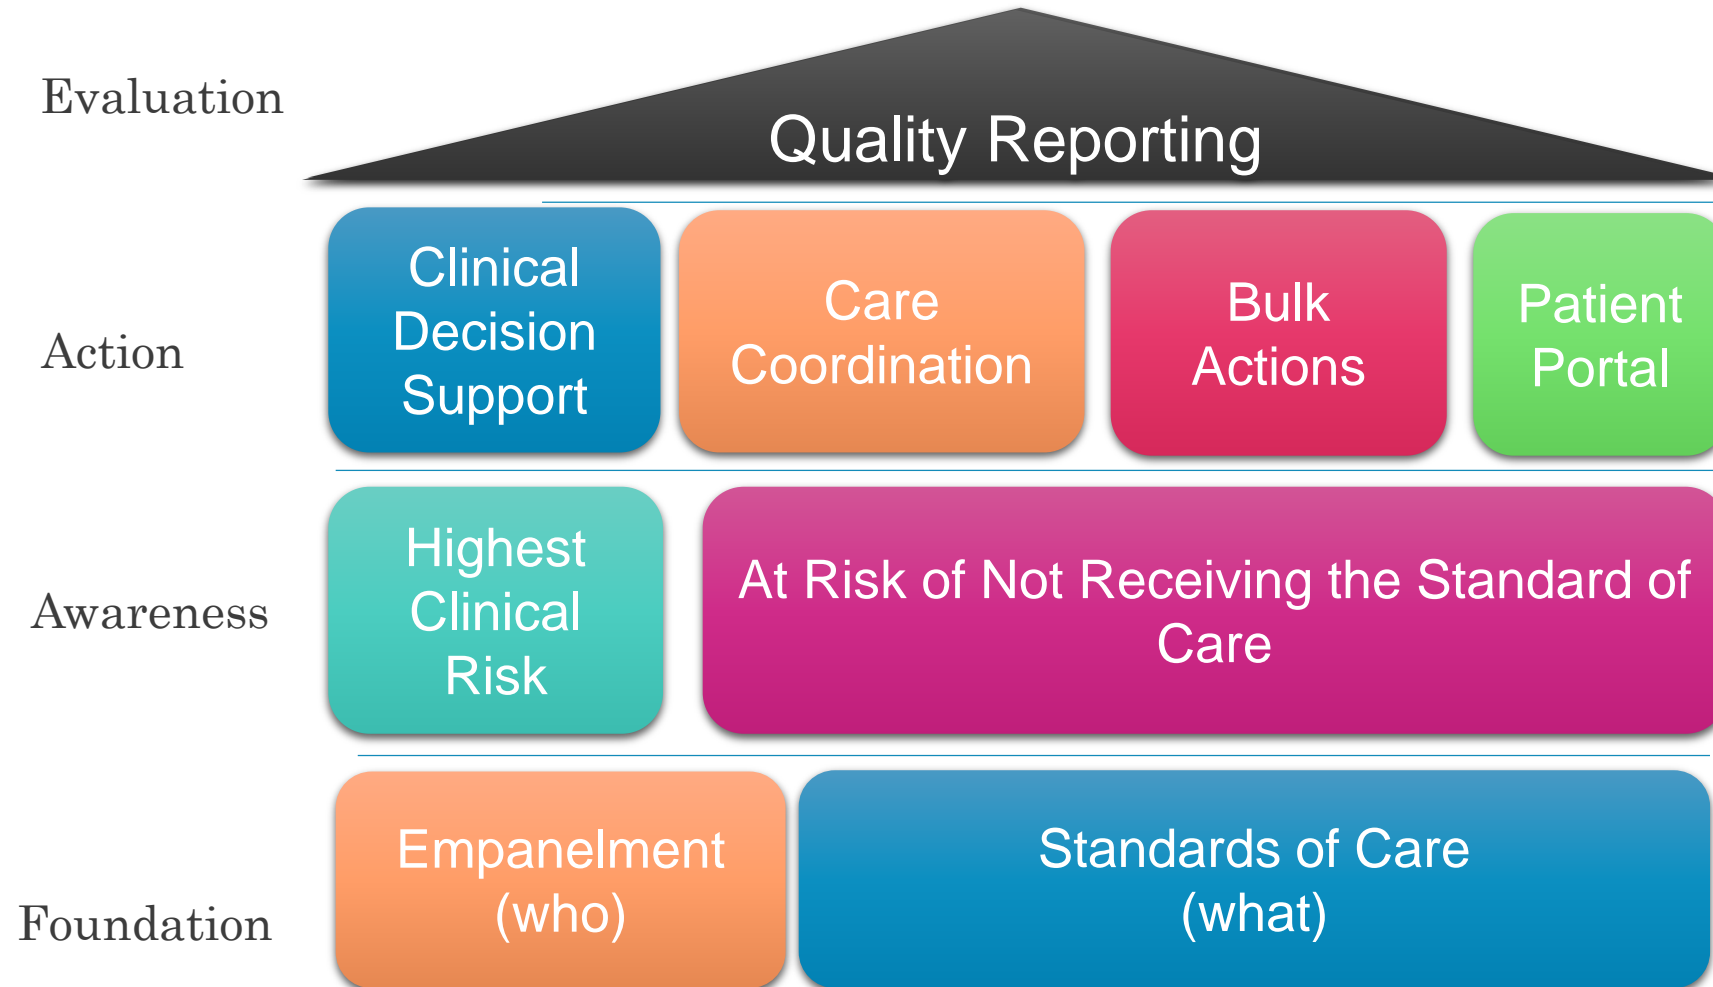 Evaluation
Quality Reporting
Action
Clinical
Decision
Support
Care
Coordination
Bulk
Actions
Patient
Portal
Awareness
Highest
Clinical
Risk
At Risk of Not Receiving the Standard of
Care
Foundation
Empanelment
(who)
Standards of Care
(what)